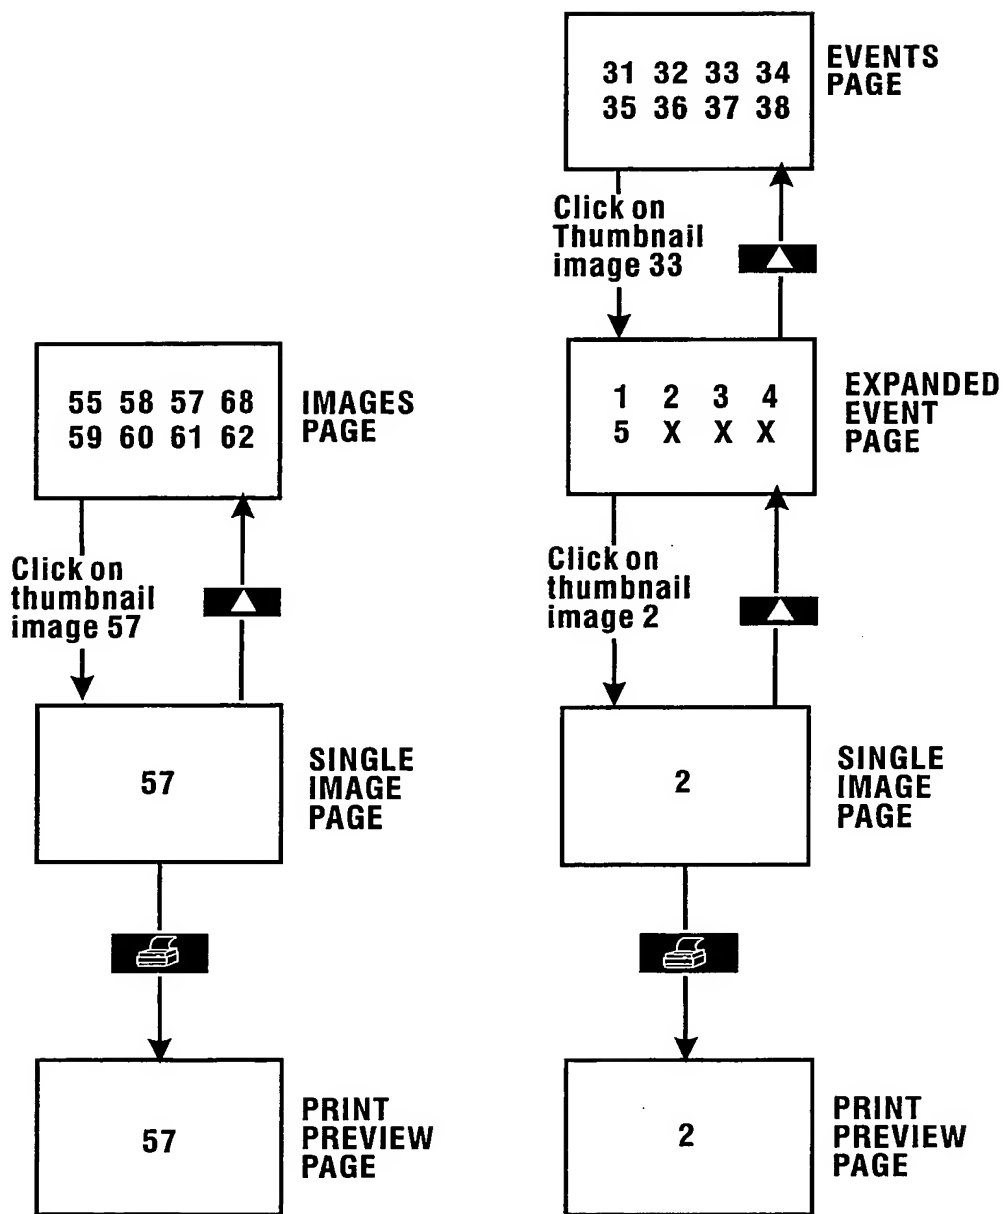 31 32 33 34
35 36 37 38
EVENTS
PAGE
Click on
Thumbnail
image 33
1 2 3 4
5 X X X
EXPANDED
EVENT
PAGE
Click on
thumbnail
image 2
2
SINGLE
IMAGE
PAGE
2
PRINT
PREVIEW
PAGE
55 58 57 68
59 60 61 62
IMAGES
PAGE
Click on
thumbnail
image 57
57
SINGLE
IMAGE
PAGE
57
PRINT
PREVIEW
PAGE